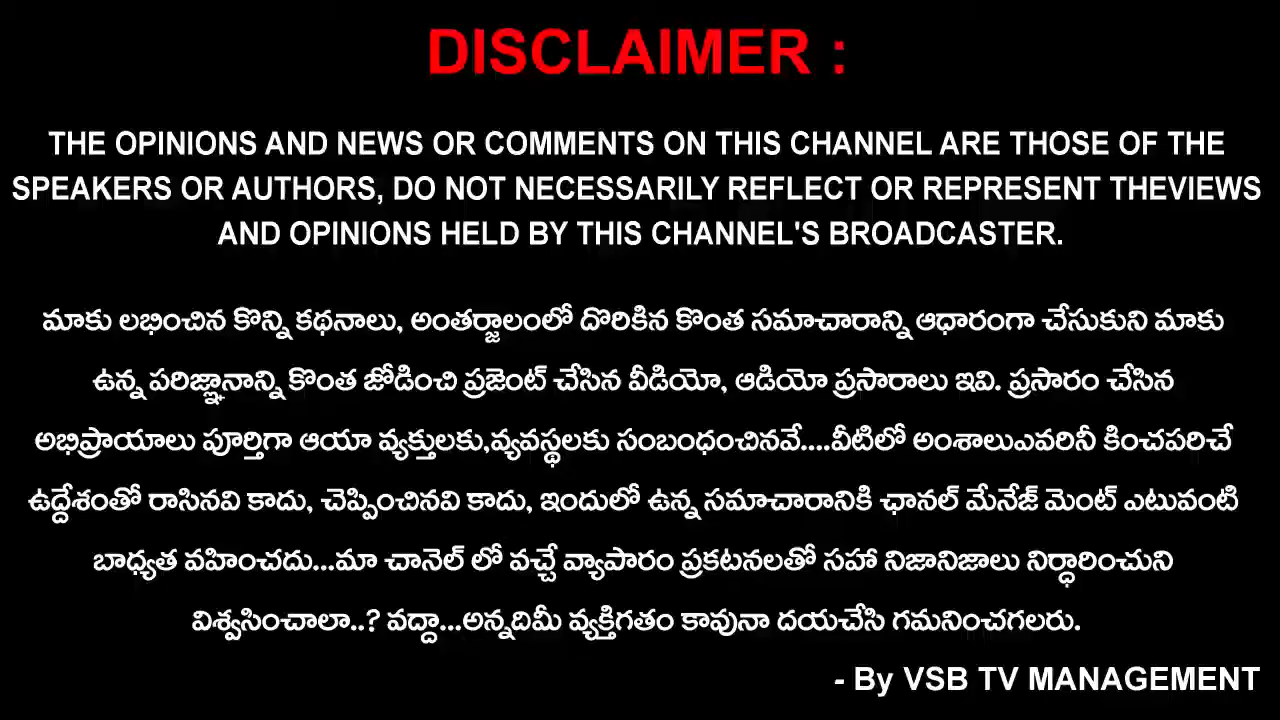 DISCLAIMER :
THE OPINIONS AND NEWS OR COMMENTS ON THIS CHANNEL ARE THOSE OF THE
SPEAKERS OR AUTHORS, DO NOT NECESSARILY REFLECT OR REPRESENT THEVIEWS
AND OPINIONS HELD BY THIS CHANNEL'S BROADCASTER.
మాకు లభించిన కొన్ని కథనాలు, అంతర్జాలంలో దొరికిన కొంత సమాచారాన్ని ఆధారంగా చేసుకుని మాకు
ఉన్న పరిజ్ఞానాన్ని కొంత జోడించి ప్రజెంట్ చేసిన వీడియో, ఆడియో ప్రసారాలు ఇవి. ప్రసారం చేసిన
అభిప్రాయాలు పూర్తిగా ఆయా వ్యక్తులకు,వ్యవస్థలకు సంబంధంచినవే....వీటిలో అంశాలుఎవరినీ కించపరిచే
ఉద్దేశంతో రాసినవి కాదు, చెప్పించినవి కాదు, ఇందులో ఉన్న సమాచారానికి ఛానల్ మేనేజ్ మెంట్ ఎటువంటి
బాధ్యత వహించదు...మా చానెల్ లో వచ్చే వ్యాపారం ప్రకటనలతో సహా నిజానిజాలు నిర్ధారించుని
విశ్వసించాలా..? వద్దా...అన్నదిమీ వ్యక్తిగతం కావునా దయచేసి గమనించగలరు.
- By VSB TV MANAGEMENT